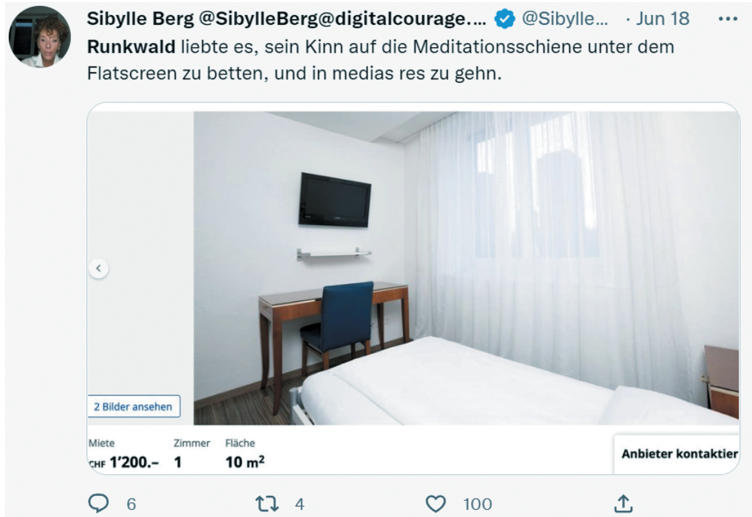 Sibylle Berg @SibylleBerg@digitalcourage.... @Sibylle... · Jun 18
Runkwald liebte es, sein Kinn auf die Meditationsschiene unter dem
Flatscreen zu betten, und in medias res zu gehn.
2 Bilder ansehen
Miete Zimmer Fläche
CHF 1'200.– 1 10 m²
Anbieter kontaktier
6 4 100